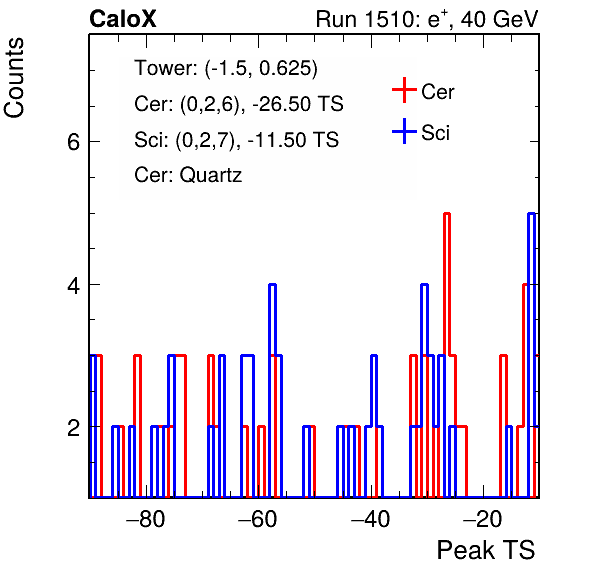 CaloX Run 1510: e⁺, 40 GeV
Counts
Tower: (-1.5, 0.625)
Cer: (0,2,6), -26.50 TS
Sci: (0,2,7), -11.50 TS
Cer: Quartz
Cer
Sci
6
4
2
−80 −60 −40 −20
Peak TS